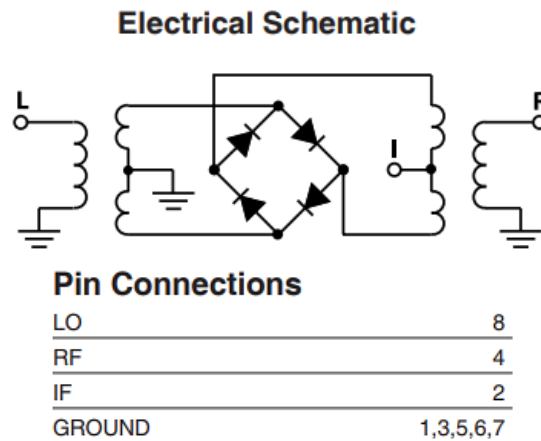 Electrical Schematic
L
I
R
Pin Connections
LO 8
RF 4
IF 2
GROUND 1,3,5,6,7